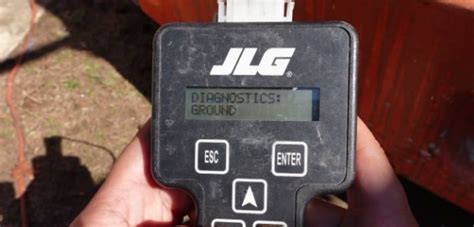 JLG®
DIAGNOSTICS:
GROUND
ESC
ENTER